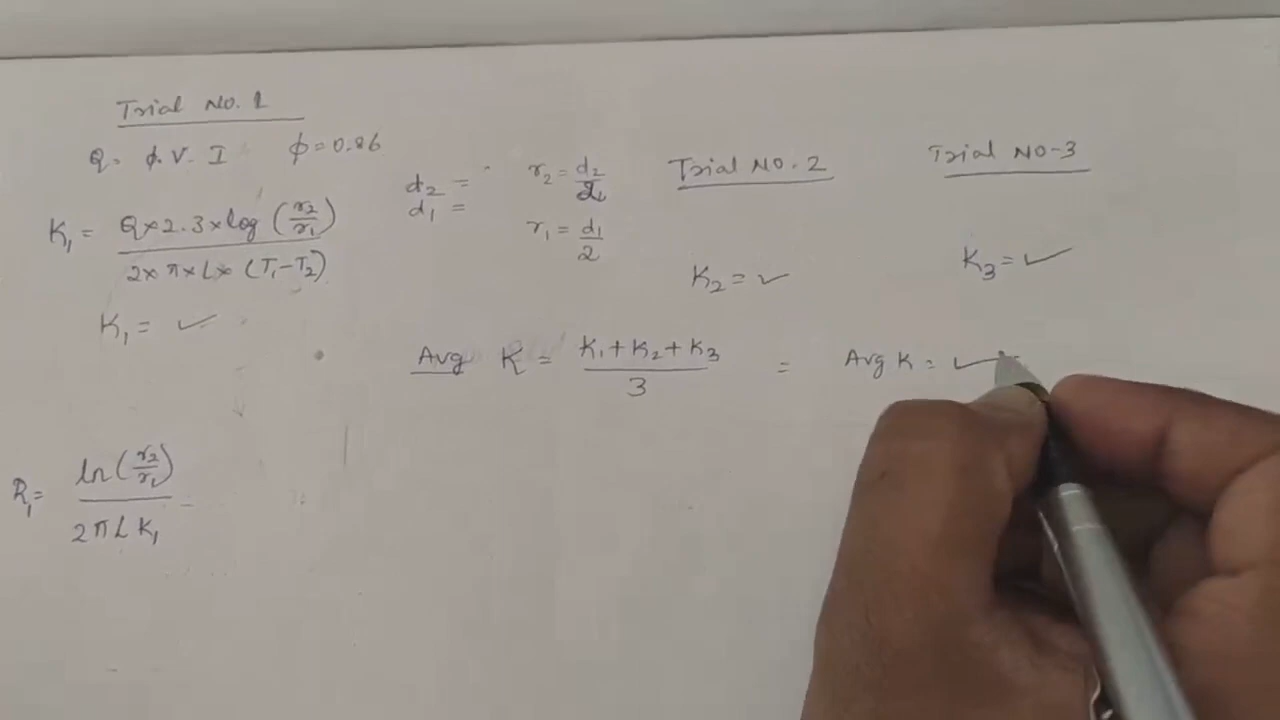 Trial No. 1
Q = ϕ. V. I ϕ = 0.86
K₁ = Q×2.3×log (r₂/r₁) / 2×π×L×(T₁-T₂)
K₁ = ✓
d₂ =
d₁ =
r₂ = d₂/2
r₁ = d₁/2
Trial No. 2
K₂ = ✓
Trial No-3
K₃ = ✓
Avg K = K₁+K₂+K₃ / 3 = Avg K = ✓
R₁ = ln (r₂/r₁) / 2πLK₁ =